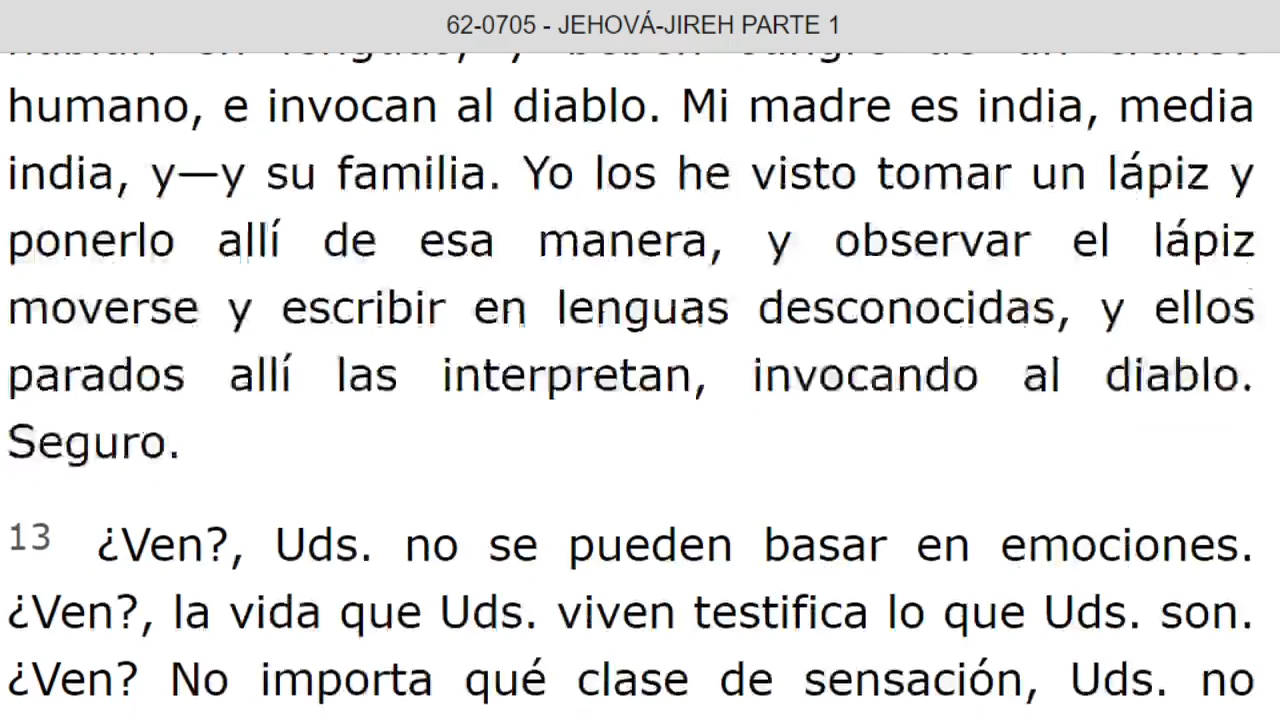 62-0705 - JEHOVÁ-JIREH PARTE 1
humano, e invocan al diablo. Mi madre es india, media
india, y—y su familia. Yo los he visto tomar un lápiz y
ponerlo allí de esa manera, y observar el lápiz
moverse y escribir en lenguas desconocidas, y ellos
parados allí las interpretan, invocando al diablo.
Seguro.
13 ¿Ven?, Uds. no se pueden basar en emociones.
¿Ven?, la vida que Uds. viven testifica lo que Uds. son.
¿Ven? No importa qué clase de sensación, Uds. no